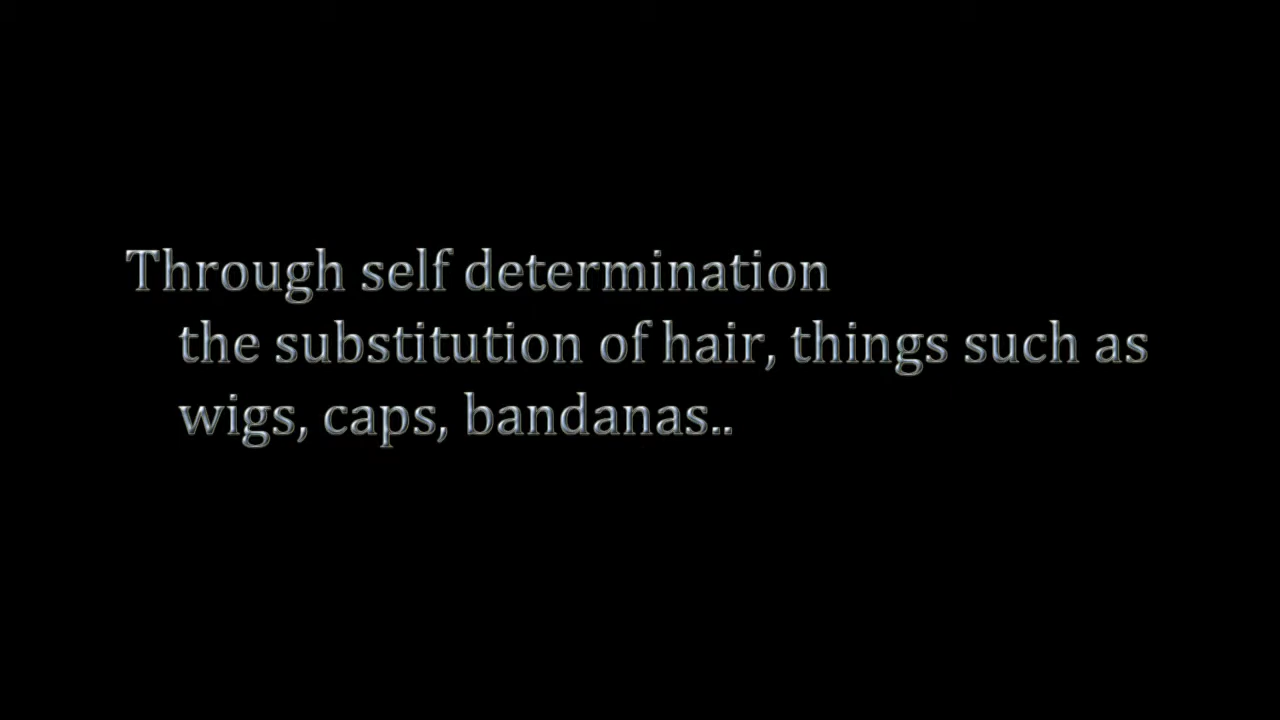 Through self determination
the substitution of hair, things such as
wigs, caps, bandanas..